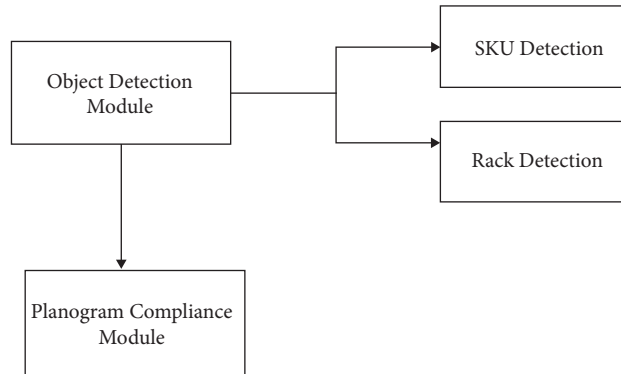 Object Detection
Module
SKU Detection
Rack Detection
Planogram Compliance
Module